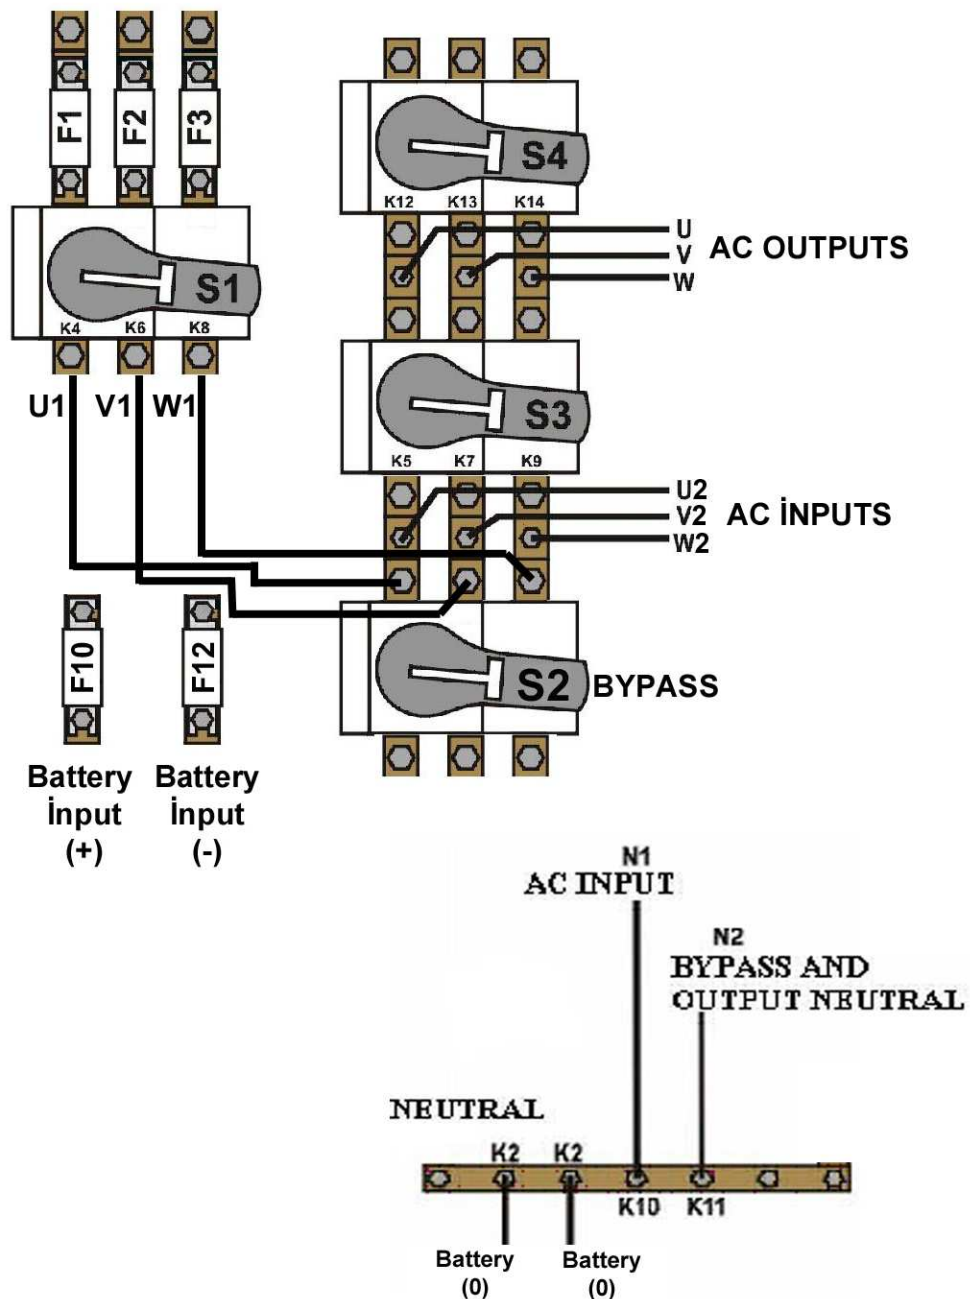 F1
F2
F3
S1
K4 K6 K8
U1 V1 W1
S4
K12 K13 K14
U
V
W
AC OUTPUTS
S3
K5 K7 K9
U2
V2
W2
AC İNPUTS
S2
BYPASS
F10
F12
Battery
İnput
(+)
Battery
İnput
(-)
N1
AC INPUT
N2
BYPASS AND
OUTPUT NEUTRAL
NEUTRAL
K2 K2
K10 K11
Battery
(0)
Battery
(0)